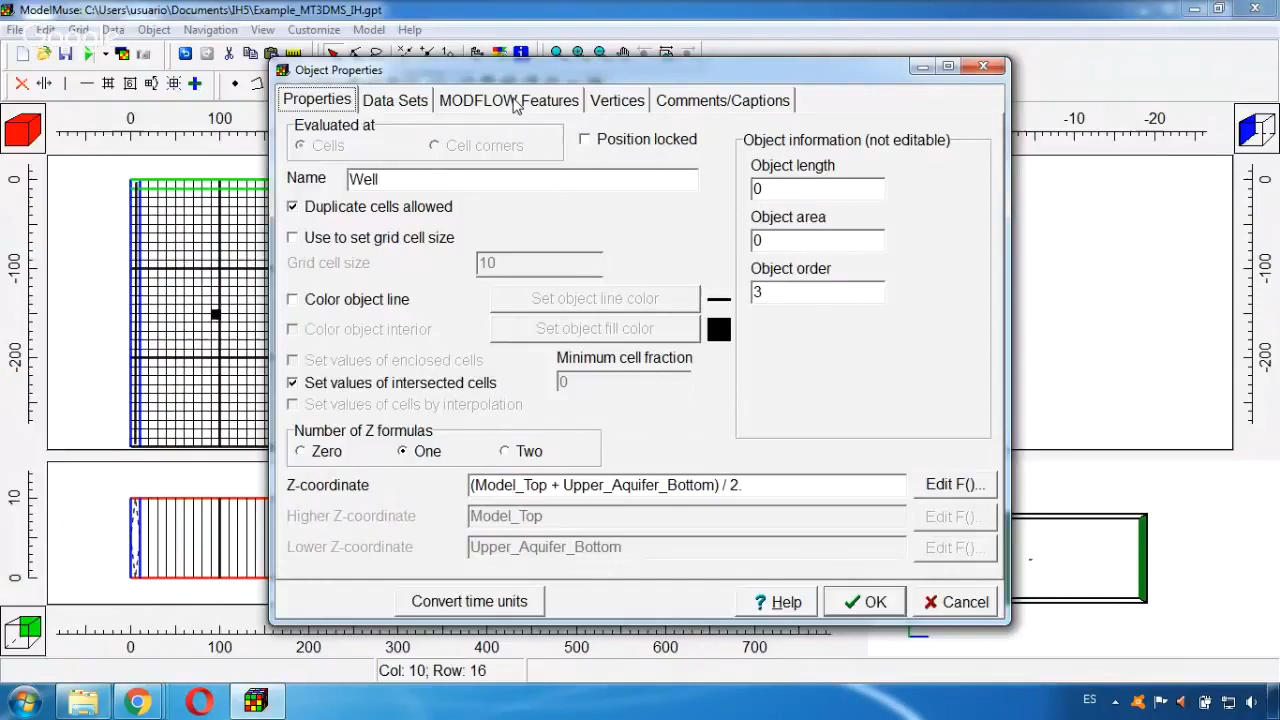 ModelMuse: C:\Users\usuario\Documents\IH5\Example_MT3DMS_IH.gpt
File Edit Grid Data Object Navigation View Customize Model Help
Object Properties
Properties Data Sets MODFLOW Features Vertices Comments/Captions
Evaluated at
Cells Cell corners
Position locked
Name Well
Duplicate cells allowed
Use to set grid cell size
Grid cell size 10
Color object line Set object line color
Color object interior Set object fill color
Set values of enclosed cells
Minimum cell fraction
Set values of intersected cells 0
Set values of cells by interpolation
Number of Z formulas
Zero One Two
Z-coordinate (Model_Top + Upper_Aquifer_Bottom) / 2. Edit F()...
Higher Z-coordinate Model_Top Edit F()...
Lower Z-coordinate Upper_Aquifer_Bottom Edit F()...
Object information (not editable)
Object length
0
Object area
0
Object order
3
Convert time units Help OK Cancel
0 100 -10 -20
0
-100
-200
0
-100
-200
10
0
0 100 200 300 400 500 600 700
Col: 10; Row: 16
ES